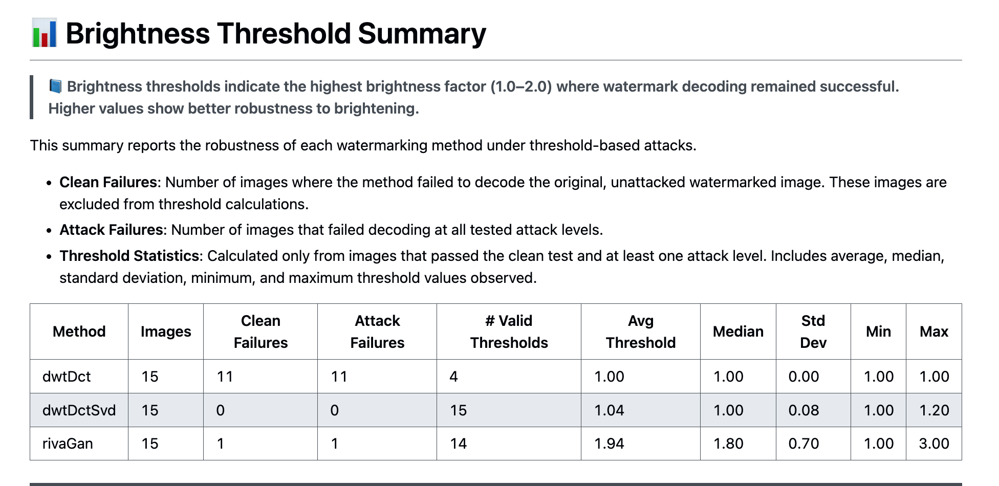 📊 Brightness Threshold Summary
📘 Brightness thresholds indicate the highest brightness factor (1.0–2.0) where watermark decoding remained successful.
Higher values show better robustness to brightening.
This summary reports the robustness of each watermarking method under threshold-based attacks.
• Clean Failures: Number of images where the method failed to decode the original, unattacked watermarked image. These images are
excluded from threshold calculations.
• Attack Failures: Number of images that failed decoding at all tested attack levels.
• Threshold Statistics: Calculated only from images that passed the clean test and at least one attack level. Includes average, median,
standard deviation, minimum, and maximum threshold values observed.
Method Images Clean Failures Attack Failures # Valid Thresholds Avg Threshold Median Std Dev Min Max
dwtDct 15 11 11 4 1.00 1.00 0.00 1.00 1.00
dwtDctSvd 15 0 0 15 1.04 1.00 0.08 1.00 1.20
rivaGan 15 1 1 14 1.94 1.80 0.70 1.00 3.00